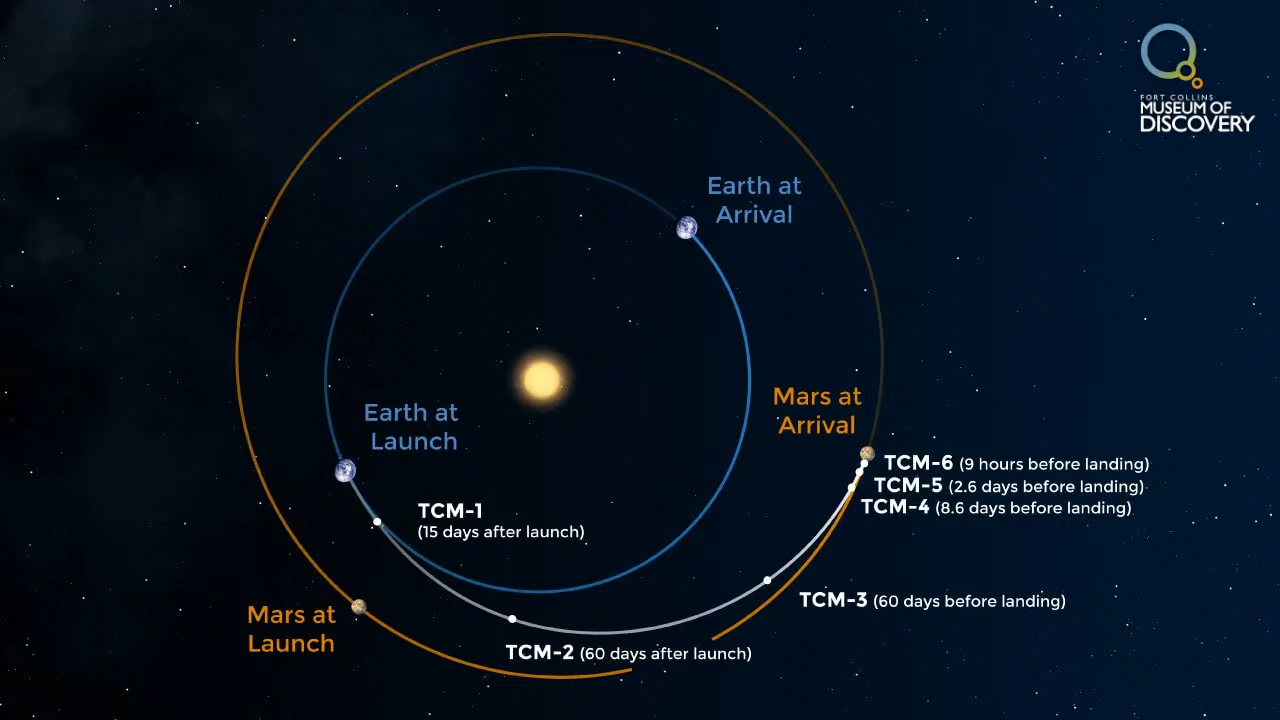 FORT COLLINS
MUSEUM OF
DISCOVERY
Earth at
Arrival
Mars at
Arrival
Earth at
Launch
TCM-6 (9 hours before landing)
TCM-5 (2.6 days before landing)
TCM-4 (8.6 days before landing)
TCM-1
(15 days after launch)
TCM-3 (60 days before landing)
Mars at
Launch
TCM-2 (60 days after launch)